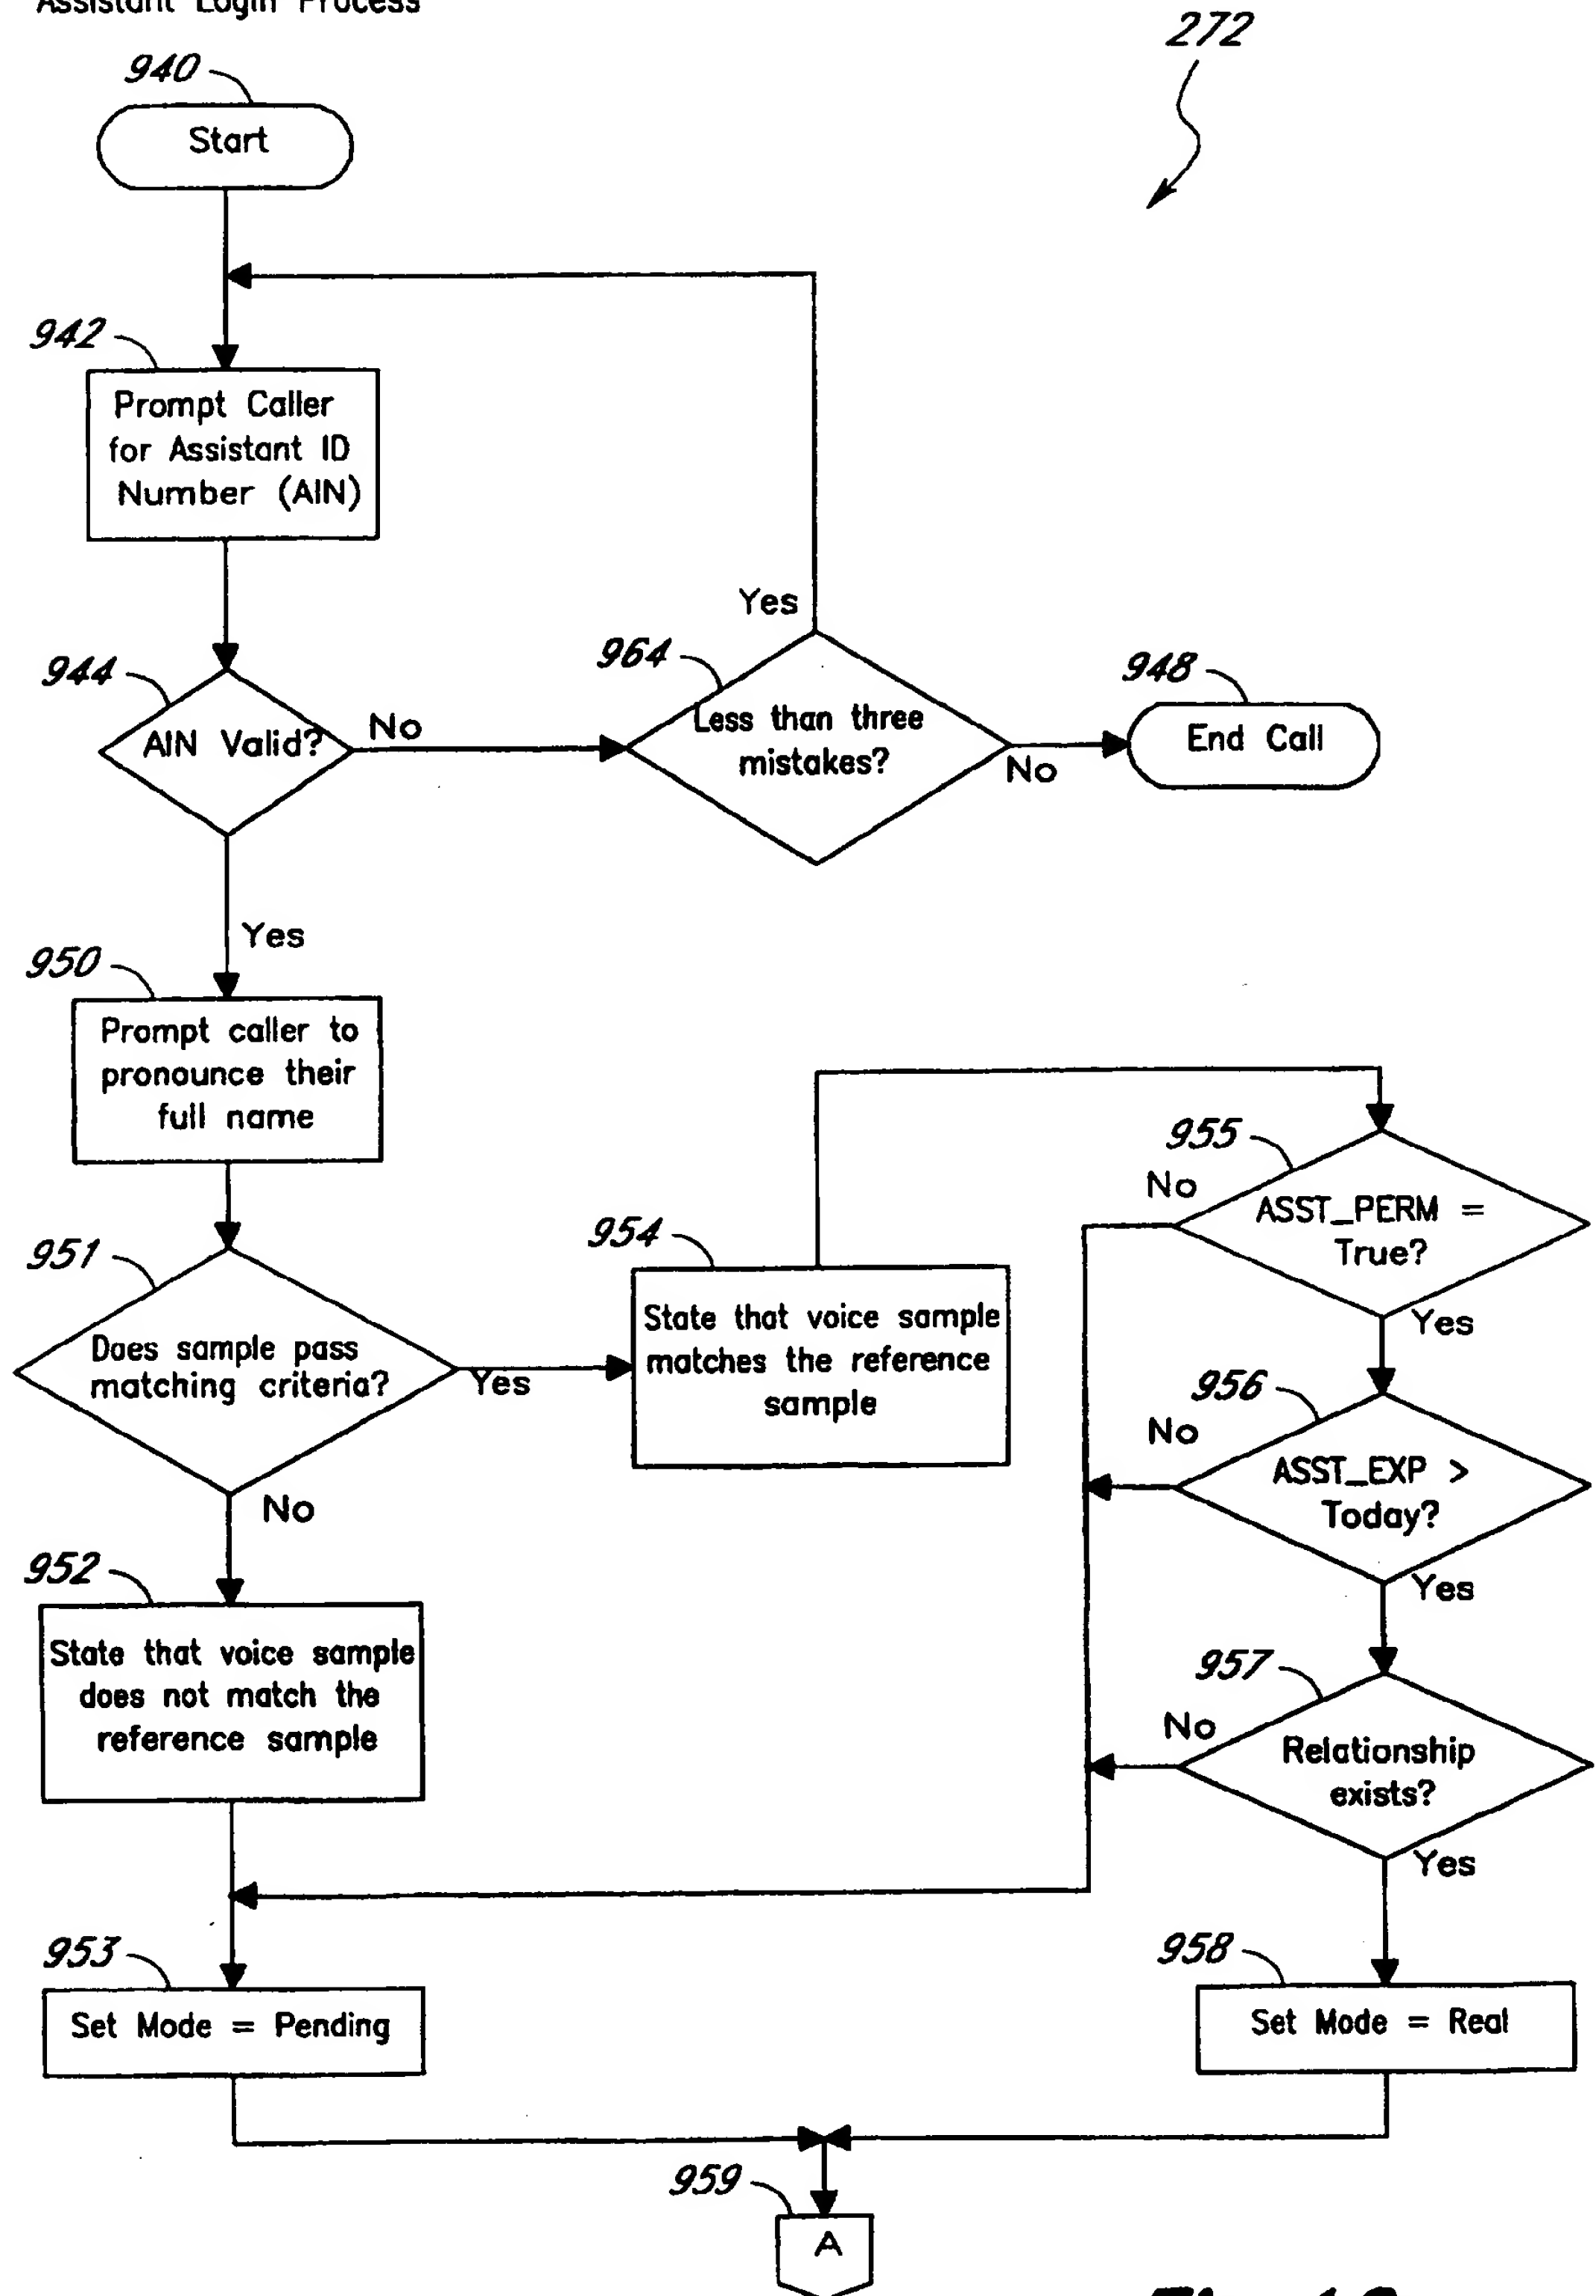 Assistant Login Process
272
940
Start
942
Prompt Caller
for Assistant ID
Number (AIN)
Yes
944
AIN Valid?
No
964
Less than three
mistakes?
No
948
End Call
Yes
950
Prompt caller to
pronounce their
full name
951
Does sample pass
matching criteria?
Yes
No
954
State that voice sample
matches the reference
sample
955
No
ASST_PERM =
True?
Yes
956
No
ASST_EXP >
Today?
Yes
952
State that voice sample
does not match the
reference sample
957
No
Relationship
exists?
Yes
953
Set Mode = Pending
958
Set Mode = Real
959
A